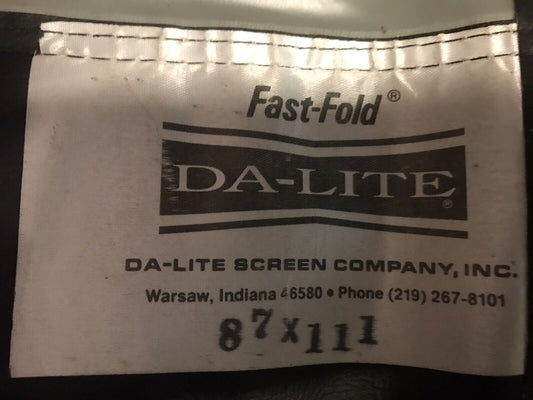 Fast-Fold®
DA-LITE®
DA-LITE SCREEN COMPANY, INC.
Warsaw, Indiana 46580 • Phone (219) 267-8101
87x111